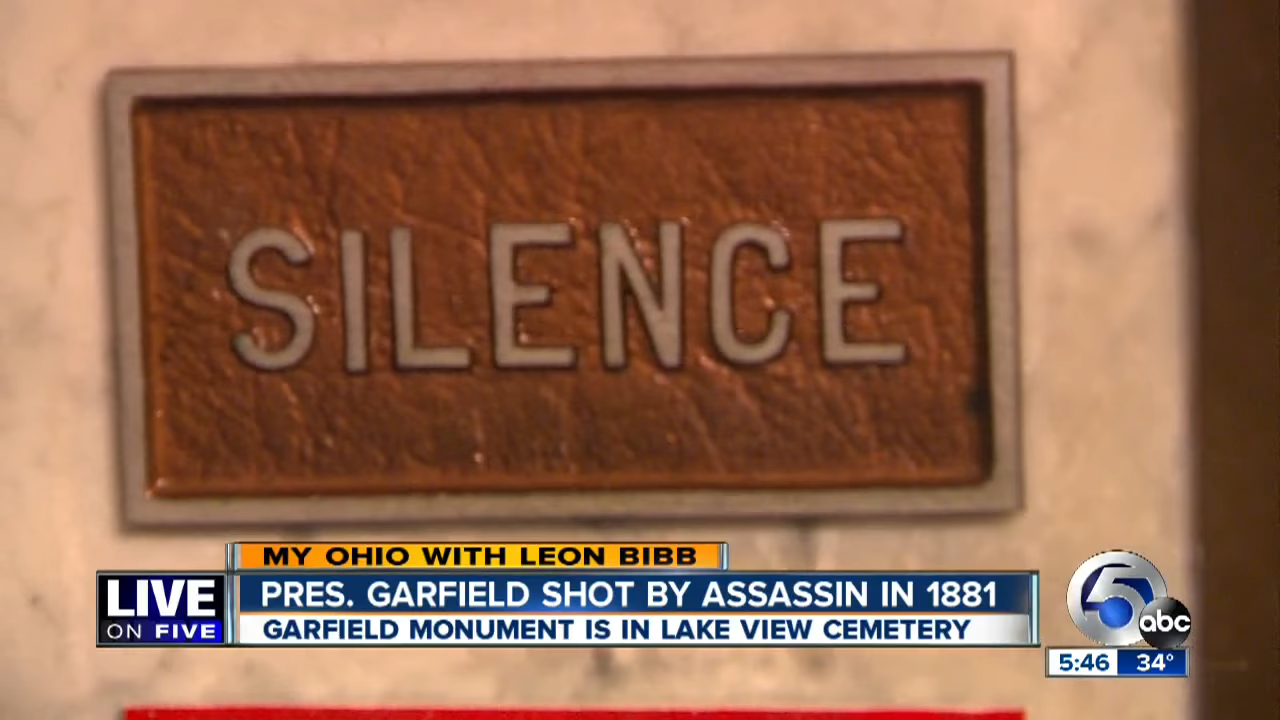 SILENCE
MY OHIO WITH LEON BIBB
LIVE
ON FIVE
PRES. GARFIELD SHOT BY ASSASSIN IN 1881
GARFIELD MONUMENT IS IN LAKE VIEW CEMETERY
5
abc
5:46 34°